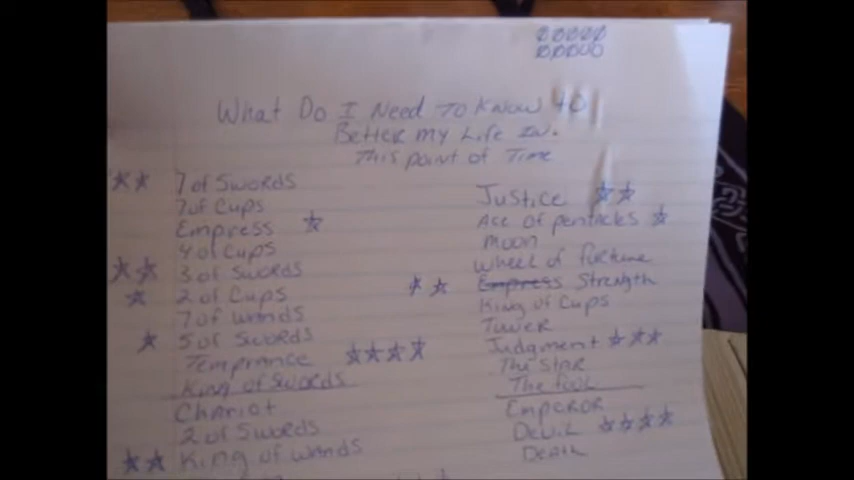 What Do I Need To Know to
Better my Life In.
This point of Time
7 of Swords
7 of Cups
Empress
4 of Cups
3 of Swords
2 of Cups
7 of wands
5 of Swords
Temprance
King of Swords
Chariot
2 of Swords
King of wands
Justice
Ace of pentacles
Moon
Wheel of fortune
Empress Strength
King of Cups
Tower
Judgment
The Star
The Fool
Emporor
Devil
Death